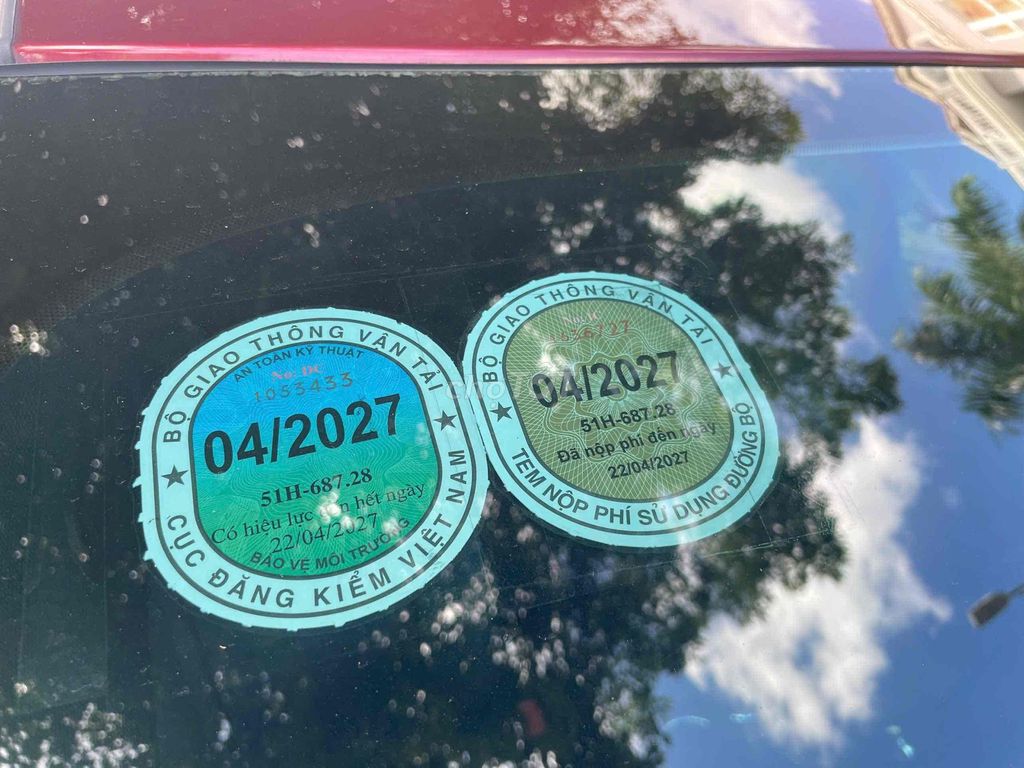 BỘ GIAO THÔNG VẬN TẢI
AN TOÀN KỸ THUẬT
No: DC
1053433
04/2027
51H-687.28
Có hiệu lực đến hết ngày
22/04/2027
BẢO VỆ MÔI TRƯỜNG
CỤC ĐĂNG KIỂM VIỆT NAM
BỘ GIAO THÔNG VẬN TẢI
04/2027
51H-687.28
Đã nộp phí đến ngày
22/04/2027
TEM NỘP PHÍ SỬ DỤNG ĐƯỜNG BỘ